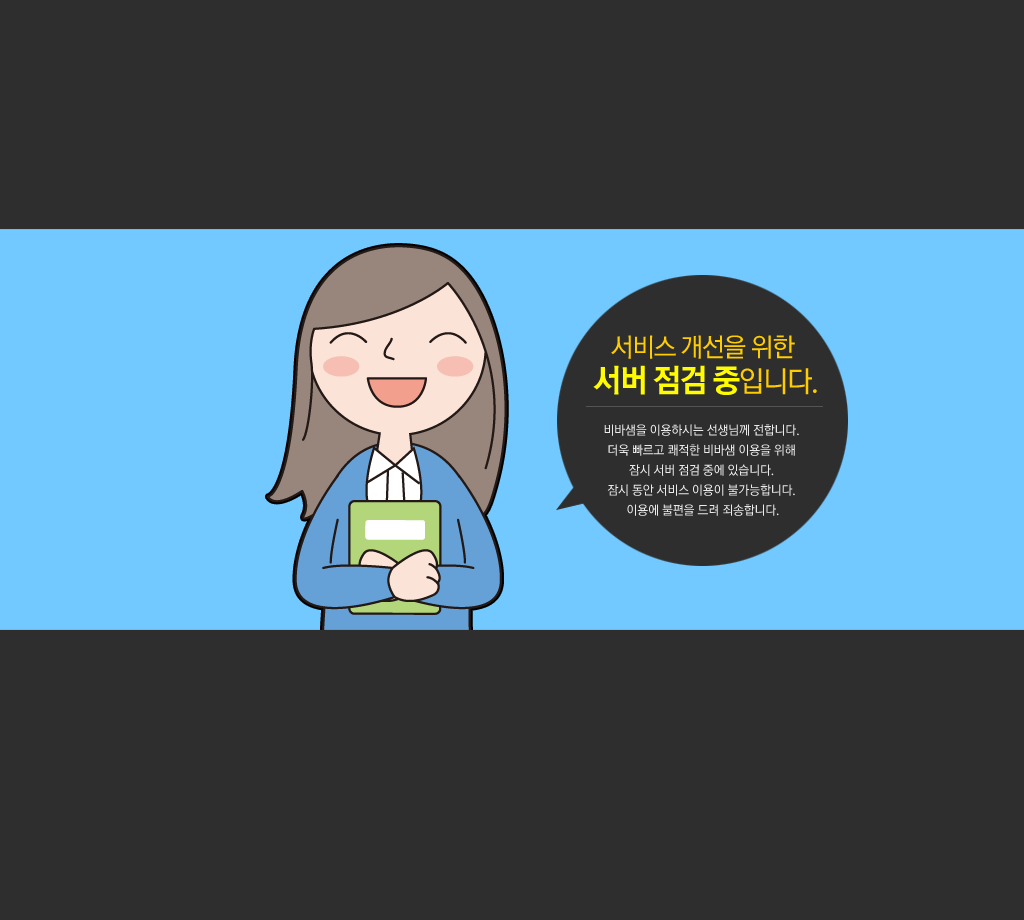 서비스 개선을 위한
서버 점검 중입니다.
비바샘을 이용하시는 선생님께 전합니다.
더욱 빠르고 쾌적한 비바샘 이용을 위해
잠시 서버 점검 중에 있습니다.
잠시 동안 서비스 이용이 불가능합니다.
이용에 불편을 드려 죄송합니다.